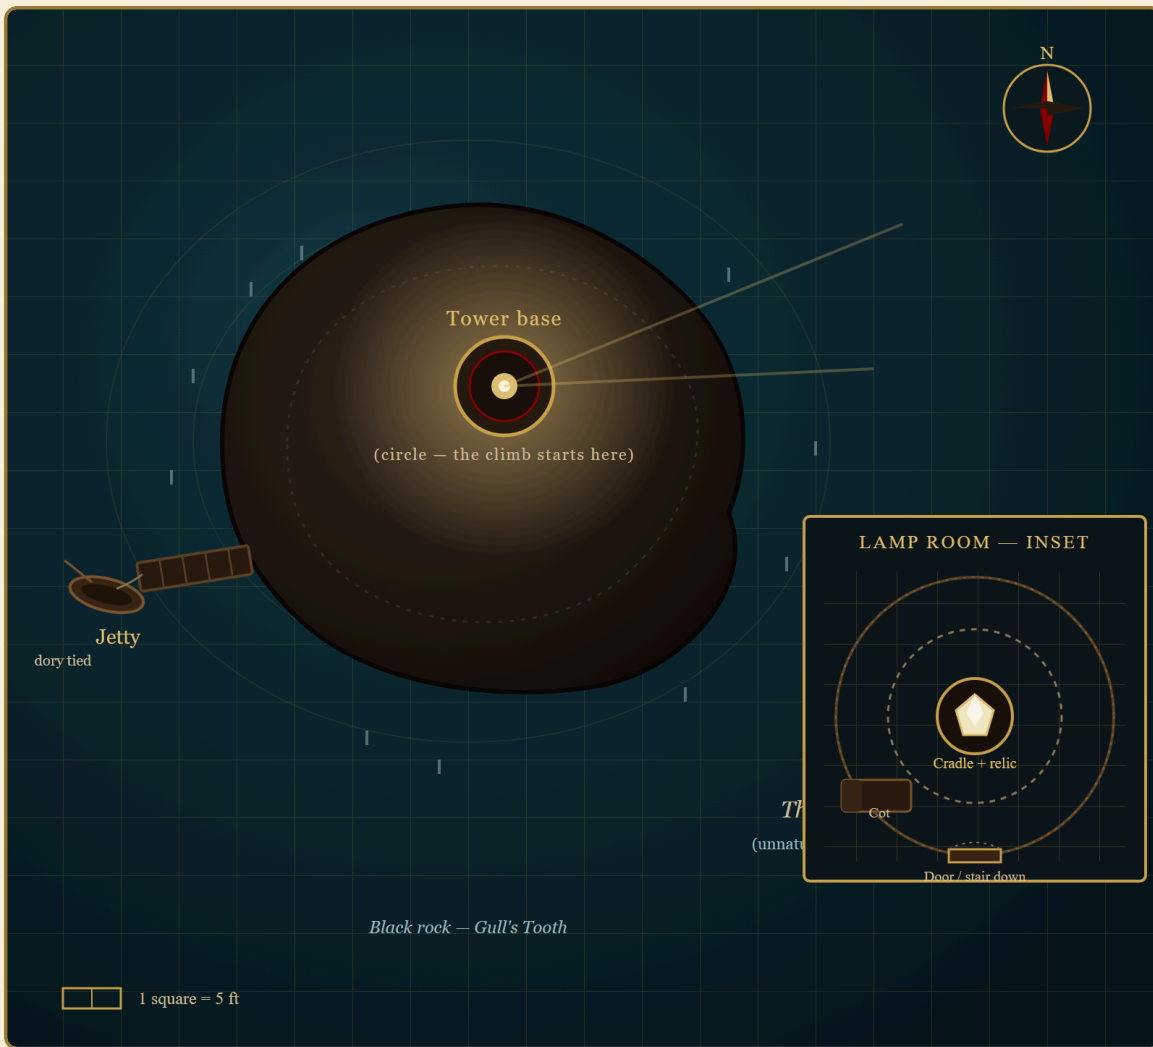 N
Tower base
(circle — the climb starts here)
LAMP ROOM — INSET
Jetty
dory tied
Cradle + relic
Th
Cot
(unnatu
Door / stair down
Black rock — Gull's Tooth
1 square = 5 ft